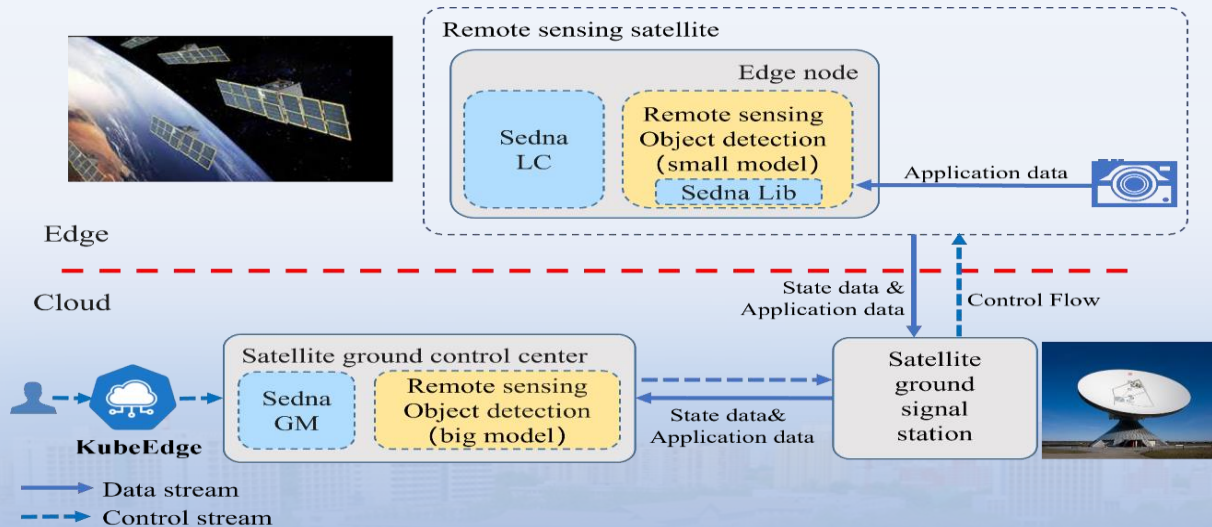 Remote sensing satellite
Edge node
Sedna
LC
Remote sensing
Object detection
(small model)
Sedna Lib
Application data
Edge
Cloud
State data &
Application data
Control Flow
Satellite ground control center
Sedna
GM
Remote sensing
Object detection
(big model)
State data&
Application data
Satellite
ground
signal
station
KubeEdge
Data stream
Control stream